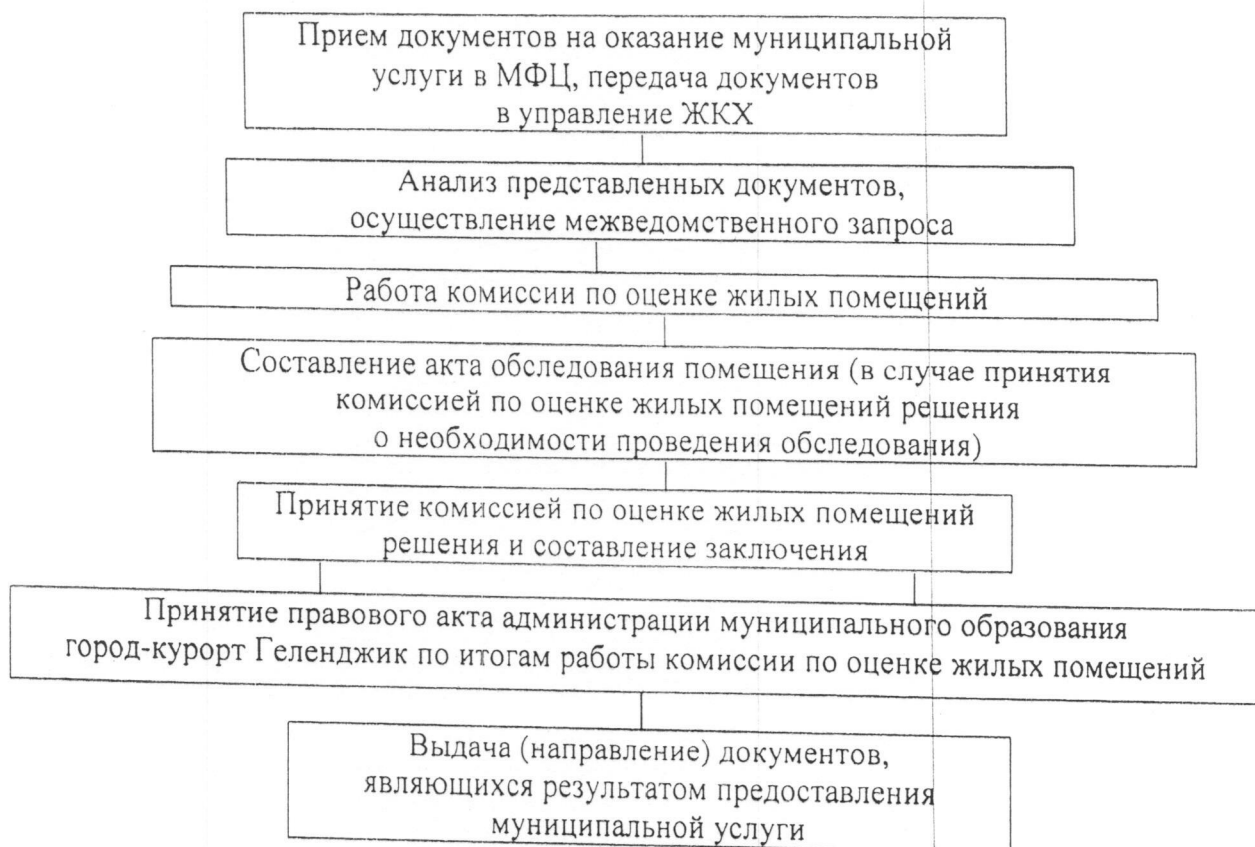 Прием документов на оказание муниципальной
услуги в МФЦ, передача документов
в управление ЖКХ
Анализ представленных документов,
осуществление межведомственного запроса
Работа комиссии по оценке жилых помещений
Составление акта обследования помещения (в случае принятия
комиссией по оценке жилых помещений решения
о необходимости проведения обследования)
Принятие комиссией по оценке жилых помещений
решения и составление заключения
Принятие правового акта администрации муниципального образования
город-курорт Геленджик по итогам работы комиссии по оценке жилых помещений
Выдача (направление) документов,
являющихся результатом предоставления
муниципальной услуги